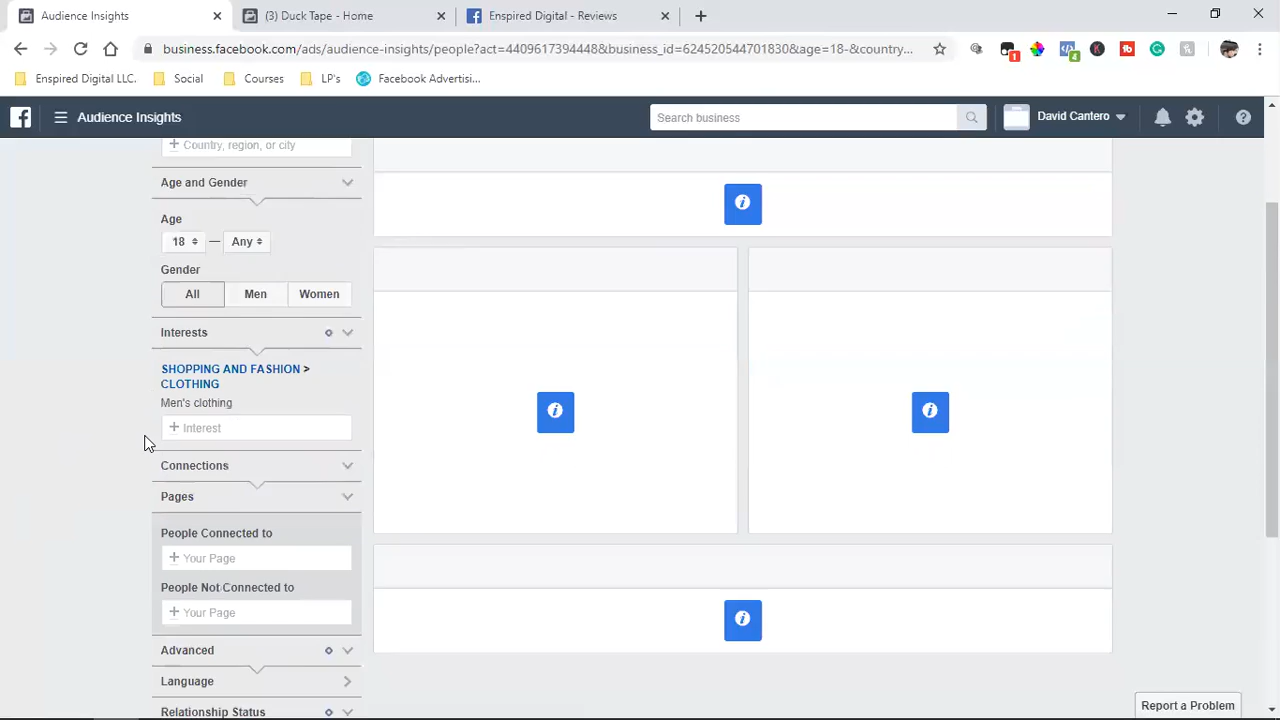 Audience Insights
(3) Duck Tape - Home
Enspired Digital - Reviews
business.facebook.com/ads/audience-insights/people?act=4409617394448&business_id=624520544701830&age=18-&country...
1
4
Enspired Digital LLC.
Social
Courses
LP's
Facebook Advertisi...
Audience Insights
Search business
David Cantero
+ Country, region, or city
Age and Gender
Age
18 — Any
Gender
All Men Women
Interests
SHOPPING AND FASHION >
CLOTHING
Men's clothing
+ Interest
Connections
Pages
People Connected to
+ Your Page
People Not Connected to
+ Your Page
Advanced
Language
Relationship Status
Report a Problem